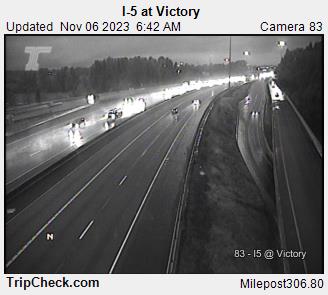 I-5 at Victory
Updated Nov 06 2023 6:42 AM Camera 83
N
83 - I5 @ Victory
TripCheck.com Milepost306.80